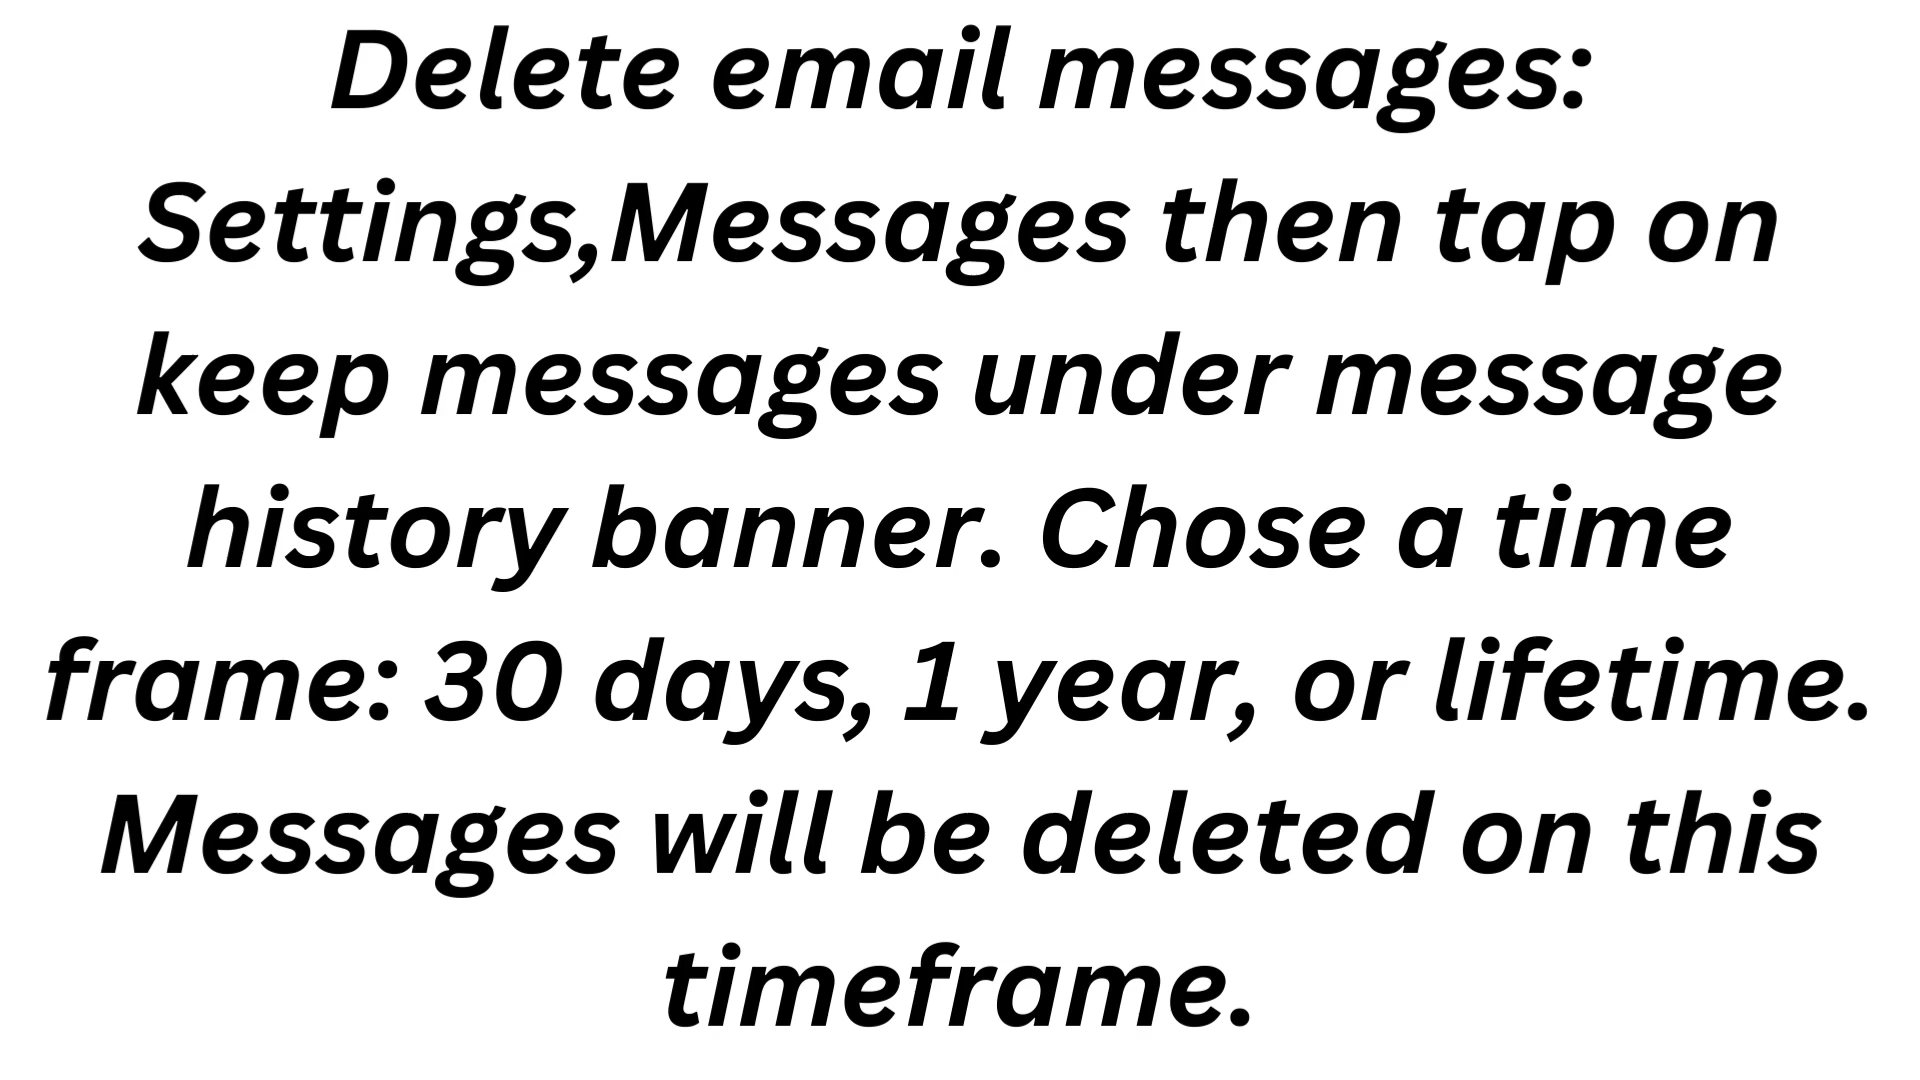 Delete email messages:
Settings,Messages then tap on
keep messages under message
history banner. Chose a time
frame: 30 days, 1 year, or lifetime.
Messages will be deleted on this
timeframe.